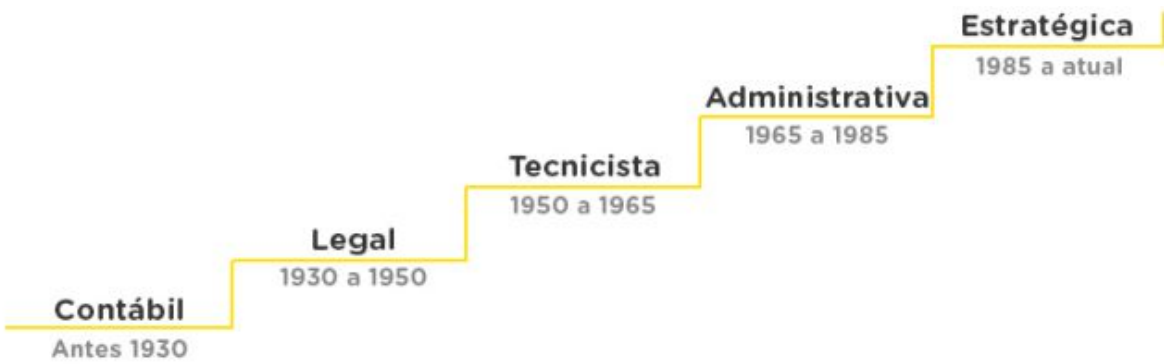 Estratégica
1985 a atual
Administrativa
1965 a 1985
Tecnicista
1950 a 1965
Legal
1930 a 1950
Contábil
Antes 1930